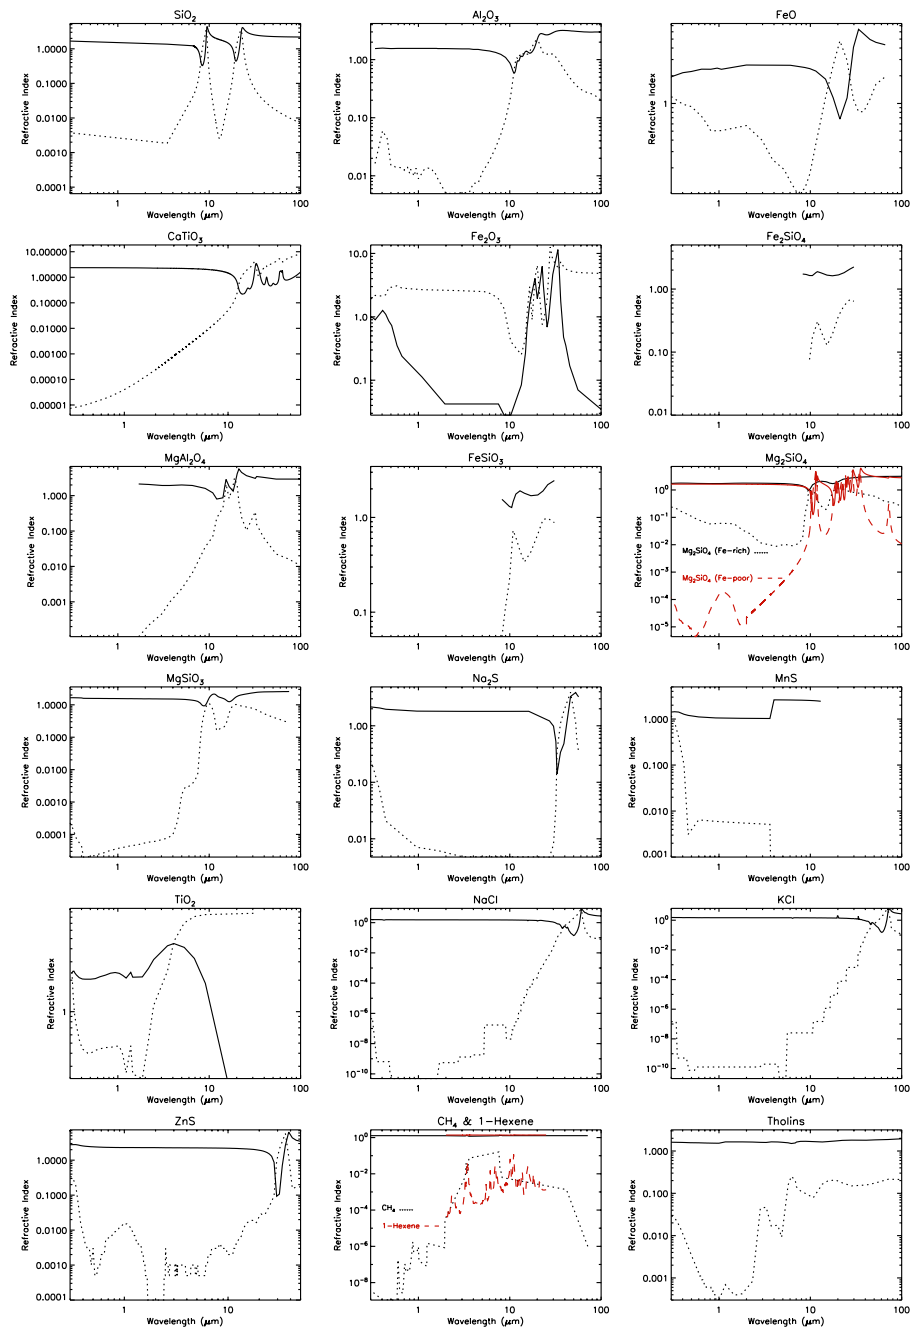 SiO₂
Refractive Index
1.0000
0.1000
0.0100
0.0010
0.0001
1 10 100
Wavelength (μm)
Al₂O₃
Refractive Index
1.00
0.10
0.01
1 10 100
Wavelength (μm)
FeO
Refractive Index
1
1 10 100
Wavelength (μm)
CaTiO₃
Refractive Index
10.00000
1.00000
0.10000
0.01000
0.00100
0.00010
0.00001
1 10
Wavelength (μm)
Fe₂O₃
Refractive Index
10.0
1.0
0.1
1 10 100
Wavelength (μm)
Fe₂SiO₄
Refractive Index
1.00
0.10
0.01
1 10 100
Wavelength (μm)
MgAl₂O₄
Refractive Index
1.000
0.100
0.010
0.001
1 10 100
Wavelength (μm)
FeSiO₃
Refractive Index
1.0
0.1
1 10 100
Wavelength (μm)
Mg₂SiO₄
Refractive Index
10⁰
10⁻¹
10⁻²
10⁻³
10⁻⁴
10⁻⁵
Mg₂SiO₄ (Fe−rich)
Mg₂SiO₄ (Fe−poor)
1 10 100
Wavelength (μm)
MgSiO₃
Refractive Index
1.0000
0.1000
0.0100
0.0010
0.0001
1 10 100
Wavelength (μm)
Na₂S
Refractive Index
1.00
0.10
0.01
1 10 100
Wavelength (μm)
MnS
Refractive Index
1.000
0.100
0.010
0.001
1 10 100
Wavelength (μm)
TiO₂
Refractive Index
1
1 10 100
Wavelength (μm)
NaCl
Refractive Index
10⁰
10⁻²
10⁻⁴
10⁻⁶
10⁻⁸
10⁻¹⁰
1 10 100
Wavelength (μm)
KCl
Refractive Index
10⁰
10⁻²
10⁻⁴
10⁻⁶
10⁻⁸
10⁻¹⁰
1 10 100
Wavelength (μm)
ZnS
Refractive Index
1.0000
0.1000
0.0100
0.0010
0.0001
1 10
Wavelength (μm)
CH₄ & 1−Hexene
Refractive Index
10⁰
10⁻²
10⁻⁴
10⁻⁶
10⁻⁸
CH₄
1−Hexene
1 10 100
Wavelength (μm)
Tholins
Refractive Index
1.000
0.100
0.010
0.001
1 10 100
Wavelength (μm)